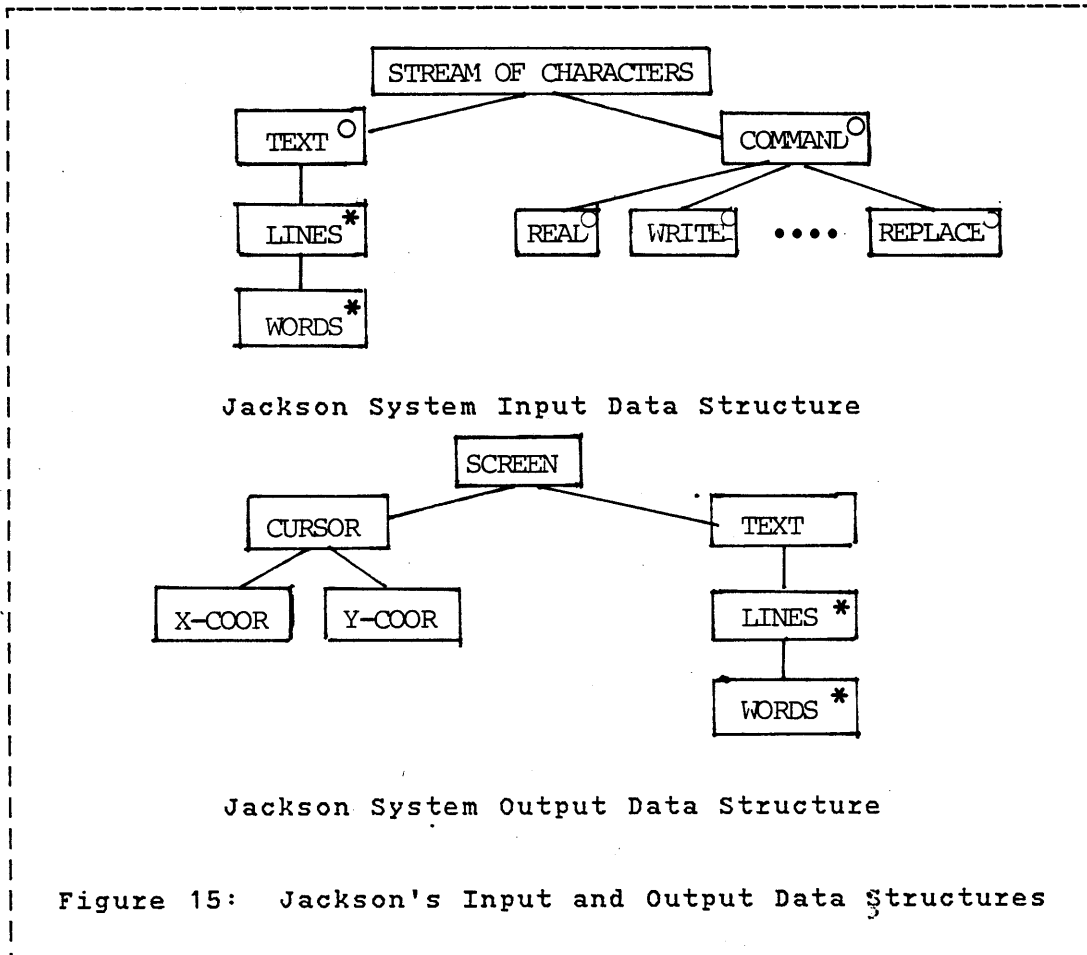 STREAM OF CHARACTERS
TEXT O COMMAND O
LINES * READ O WRITE O •••• REPLACE O
WORDS *
Jackson System Input Data Structure
SCREEN
CURSOR TEXT
X-COOR Y-COOR LINES *
WORDS *
Jackson System Output Data Structure
Figure 15: Jackson's Input and Output Data Structures